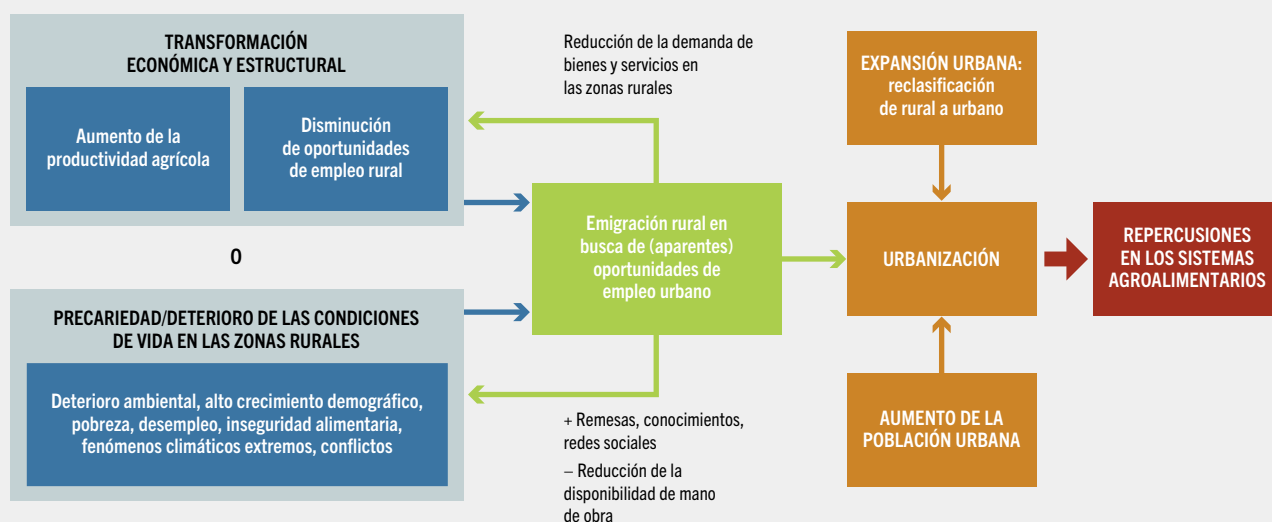 TRANSFORMACIÓN
ECONÓMICA Y ESTRUCTURAL
Aumento de la
productividad agrícola
Disminución
de oportunidades
de empleo rural
O
PRECARIEDAD/DETERIORO DE LAS CONDICIONES
DE VIDA EN LAS ZONAS RURALES
Deterioro ambiental, alto crecimiento demográfico,
pobreza, desempleo, inseguridad alimentaria,
fenómenos climáticos extremos, conflictos
Reducción de la demanda de
bienes y servicios en
las zonas rurales
Emigración rural en
busca de (aparentes)
oportunidades de
empleo urbano
+ Remesas, conocimientos,
redes sociales
– Reducción de la
disponibilidad de mano
de obra
EXPANSIÓN URBANA:
reclasificación
de rural a urbano
URBANIZACIÓN
AUMENTO DE LA
POBLACIÓN URBANA
REPERCUSIONES
EN LOS SISTEMAS
AGROALIMENTARIOS